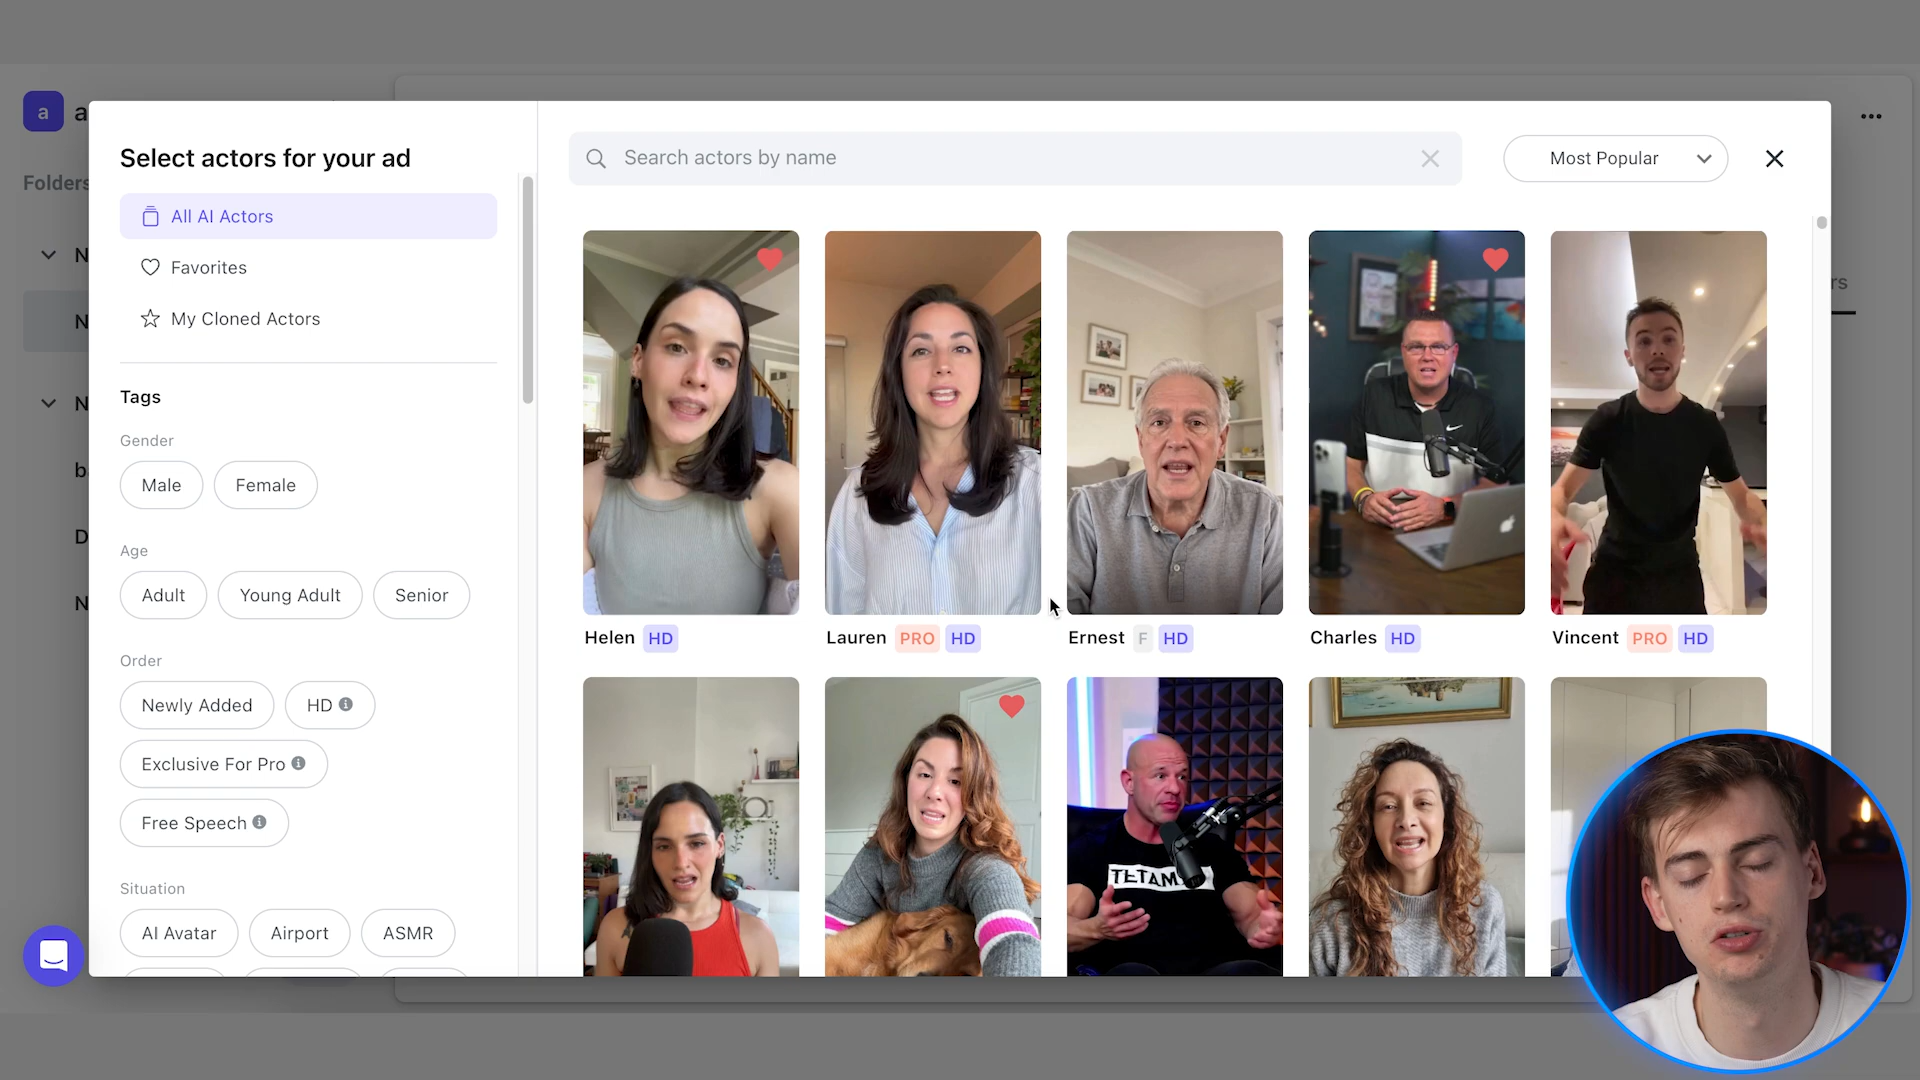 a a
Folders
N
N
N
b
D
N
Select actors for your ad
All AI Actors
Favorites
My Cloned Actors
Tags
Gender
Male Female
Age
Adult Young Adult Senior
Order
Newly Added HD
Exclusive For Pro
Free Speech
Situation
AI Avatar Airport ASMR
Search actors by name
Most Popular
rs
Helen HD
Lauren PRO HD
Ernest F HD
Charles HD
Vincent PRO HD